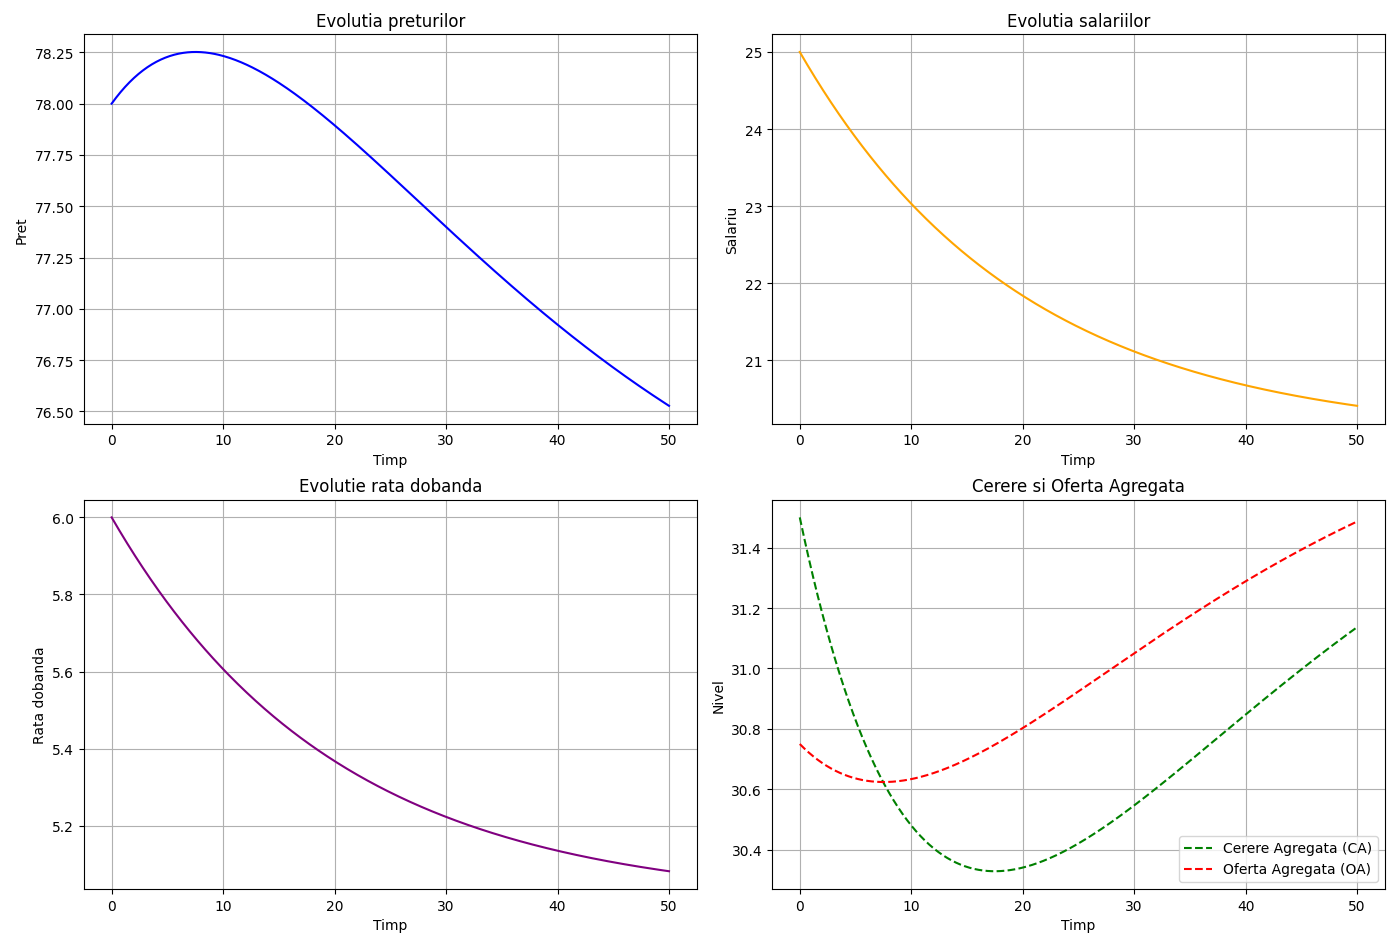 Evolutia preturilor
Pret
78.25
78.00
77.75
77.50
77.25
77.00
76.75
76.50
0 10 20 30 40 50
Timp
Evolutia salariilor
Salariu
25
24
23
22
21
0 10 20 30 40 50
Timp
Evolutie rata dobanda
Rata dobanda
6.0
5.8
5.6
5.4
5.2
0 10 20 30 40 50
Timp
Cerere si Oferta Agregata
Nivel
31.4
31.2
31.0
30.8
30.6
30.4
Cerere Agregata (CA)
Oferta Agregata (OA)
0 10 20 30 40 50
Timp